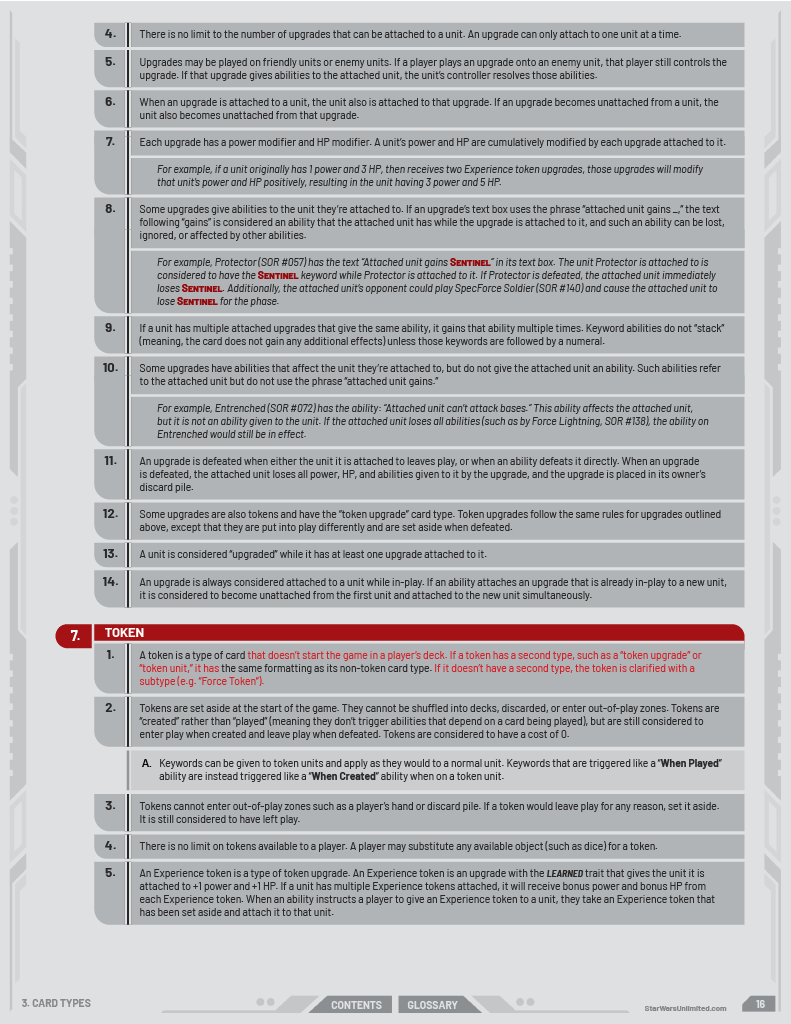 4. There is no limit to the number of upgrades that can be attached to a unit. An upgrade can only attach to one unit at a time.
5. Upgrades may be played on friendly units or enemy units. If a player plays an upgrade onto an enemy unit, that player still controls the
upgrade. If that upgrade gives abilities to the attached unit, the unit's controller resolves those abilities.
6. When an upgrade is attached to a unit, the unit also is attached to that upgrade. If an upgrade becomes unattached from a unit, the
unit also becomes unattached from that upgrade.
7. Each upgrade has a power modifier and HP modifier. A unit's power and HP are cumulatively modified by each upgrade attached to it.
For example, if a unit originally has 1 power and 3 HP, then receives two Experience token upgrades, those upgrades will modify
that unit's power and HP positively, resulting in the unit having 3 power and 5 HP.
8. Some upgrades give abilities to the unit they're attached to. If an upgrade's text box uses the phrase "attached unit gains _," the text
following "gains" is considered an ability that the attached unit has while the upgrade is attached to it, and such an ability can be lost,
ignored, or affected by other abilities.
For example, Protector (SOR #057) has the text "Attached unit gains SENTINEL" in its text box. The unit Protector is attached to is
considered to have the SENTINEL keyword while Protector is attached to it. If Protector is defeated, the attached unit immediately
loses SENTINEL. Additionally, the attached unit's opponent could play SpecForce Soldier (SOR #140) and cause the attached unit to
lose SENTINEL for the phase.
9. If a unit has multiple attached upgrades that give the same ability, it gains that ability multiple times. Keyword abilities do not "stack"
(meaning, the card does not gain any additional effects) unless those keywords are followed by a numeral.
10. Some upgrades have abilities that affect the unit they're attached to, but do not give the attached unit an ability. Such abilities refer
to the attached unit but do not use the phrase "attached unit gains."
For example, Entrenched (SOR #072) has the ability: "Attached unit can't attack bases." This ability affects the attached unit,
but it is not an ability given to the unit. If the attached unit loses all abilities (such as by Force Lightning, SOR #138), the ability on
Entrenched would still be in effect.
11. An upgrade is defeated when either the unit it is attached to leaves play, or when an ability defeats it directly. When an upgrade
is defeated, the attached unit loses all power, HP, and abilities given to it by the upgrade, and the upgrade is placed in its owner's
discard pile.
12. Some upgrades are also tokens and have the "token upgrade" card type. Token upgrades follow the same rules for upgrades outlined
above, except that they are put into play differently and are set aside when defeated.
13. A unit is considered "upgraded" while it has at least one upgrade attached to it.
14. An upgrade is always considered attached to a unit while in-play. If an ability attaches an upgrade that is already in-play to a new unit,
it is considered to become unattached from the first unit and attached to the new unit simultaneously.
7. TOKEN
1. A token is a type of card that doesn't start the game in a player's deck. If a token has a second type, such as a "token upgrade" or
"token unit," it has the same formatting as its non-token card type. If it doesn't have a second type, the token is clarified with a
subtype (e.g. "Force Token").
2. Tokens are set aside at the start of the game. They cannot be shuffled into decks, discarded, or enter out-of-play zones. Tokens are
"created" rather than "played" (meaning they don't trigger abilities that depend on a card being played), but are still considered to
enter play when created and leave play when defeated. Tokens are considered to have a cost of 0.
A. Keywords can be given to token units and apply as they would to a normal unit. Keywords that are triggered like a "When Played"
ability are instead triggered like a "When Created" ability when on a token unit.
3. Tokens cannot enter out-of-play zones such as a player's hand or discard pile. If a token would leave play for any reason, set it aside.
It is still considered to have left play.
4. There is no limit on tokens available to a player. A player may substitute any available object (such as dice) for a token.
5. An Experience token is a type of token upgrade. An Experience token is an upgrade with the LEARNED trait that gives the unit it is
attached to +1 power and +1 HP. If a unit has multiple Experience tokens attached, it will receive bonus power and bonus HP from
each Experience token. When an ability instructs a player to give an Experience token to a unit, they take an Experience token that
has been set aside and attach it to that unit.
3. CARD TYPES
CONTENTS
GLOSSARY
StarWarsUnlimited.com
16